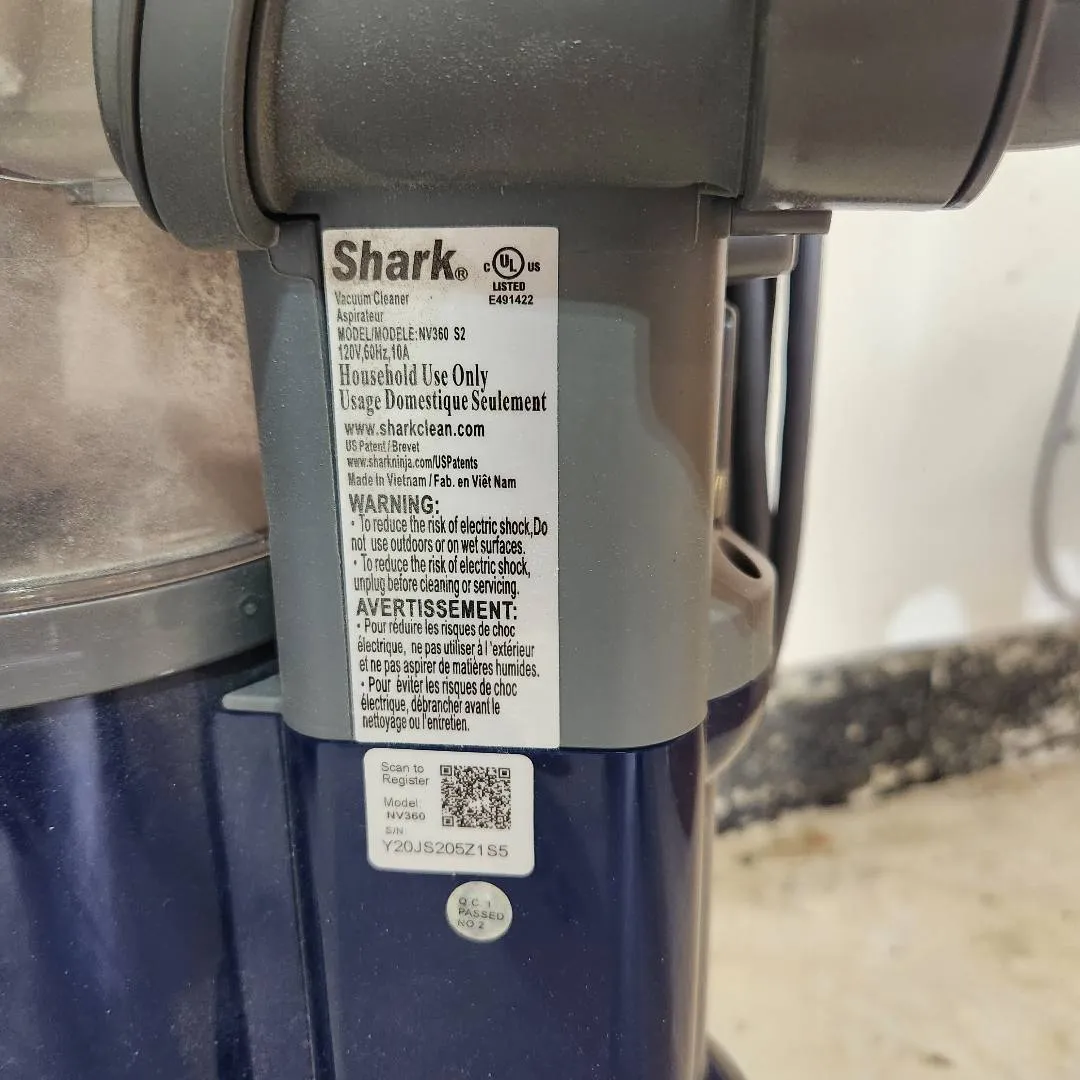 Shark®
C UL US
LISTED
E491422
Vacuum Cleaner
Aspirateur
MODEL/MODELE:NV360 S2
120V,60Hz,10A
Household Use Only
Usage Domestique Seulement
www.sharkclean.com
US Patent / Brevet
www.sharkninja.com/USPatents
Made in Vietnam / Fab. en Việt Nam
WARNING:
• To reduce the risk of electric shock,Do
not use outdoors or on wet surfaces.
• To reduce the risk of electric shock,
unplug before cleaning or servicing.
AVERTISSEMENT:
• Pour réduire les risques de choc
électrique, ne pas utiliser à l'extérieur
et ne pas aspirer de matières humides.
• Pour éviter les risques de choc
électrique, débrancher avant le
nettoyage ou l'entretien.
Scan to
Register
Model:
NV360
S/N
Y20JS205Z1S5
Q.C. 1
PASSED
NO 2